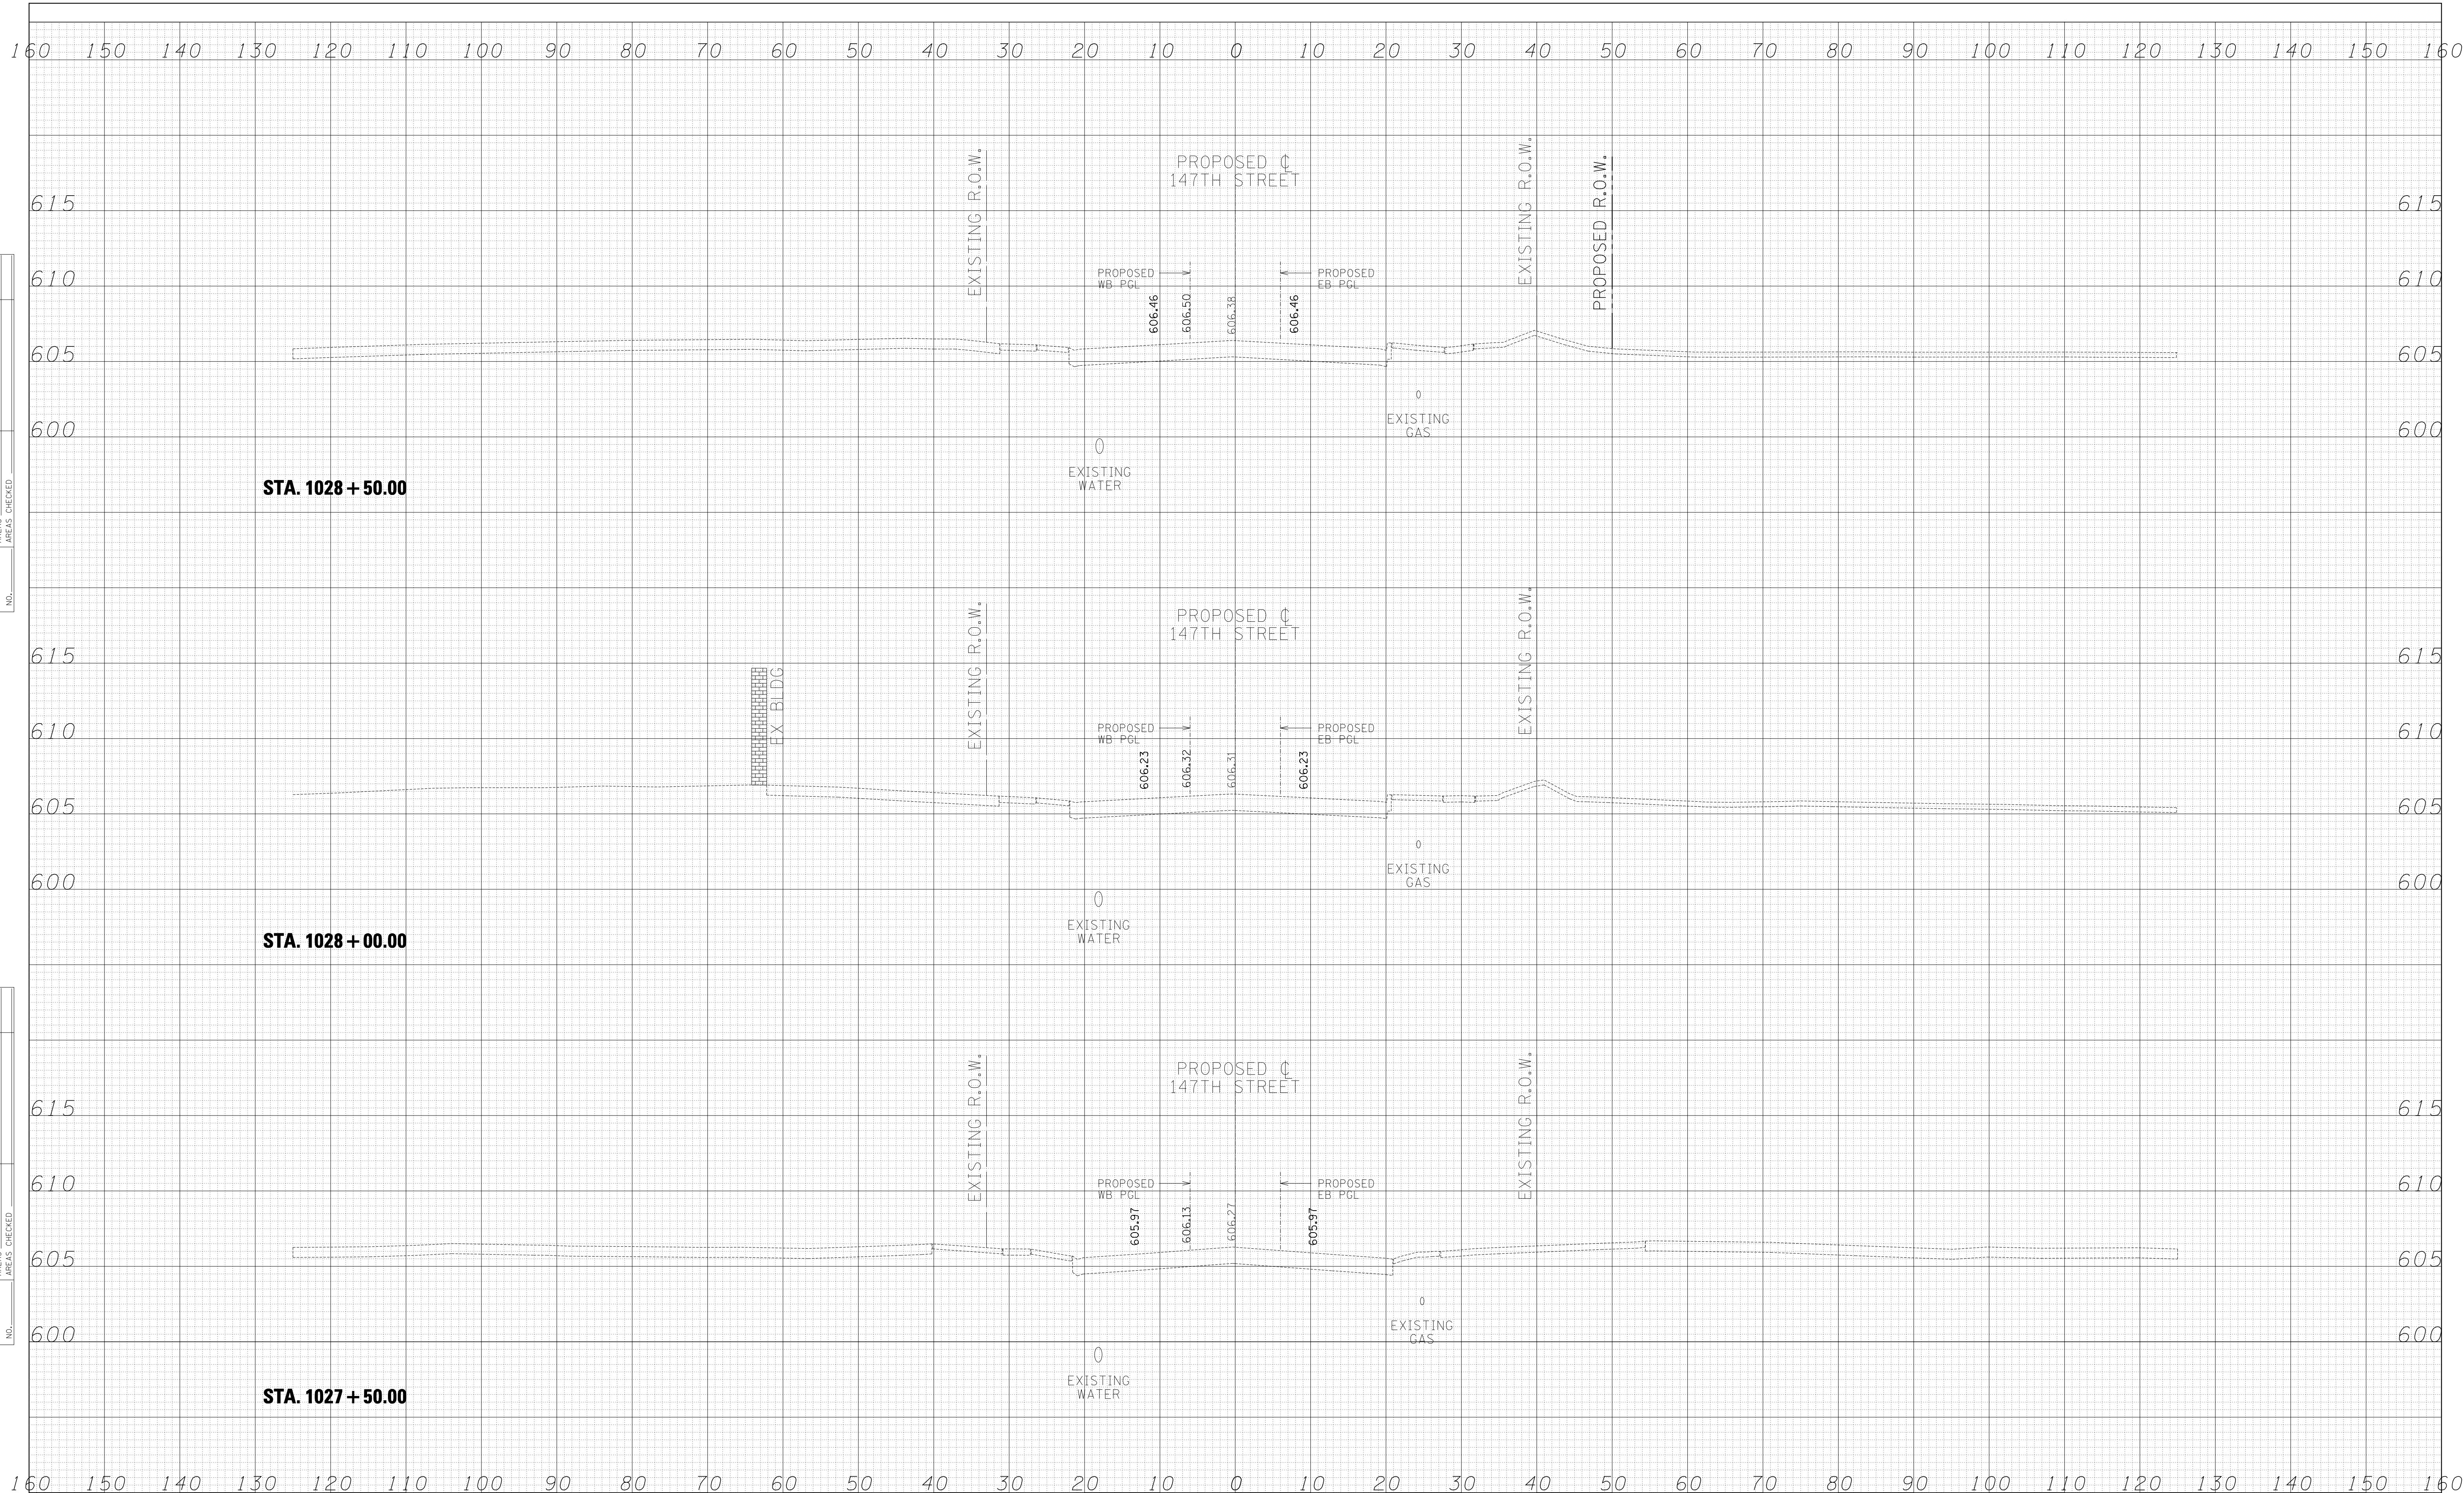 160 150 140 130 120 110 100 90 80 70 60 50 40 30 20 10 0 10 20 30 40 50 60 70 80 90 100 110 120 130 140 150 160
EXISTING R.O.W.
PROPOSED ℄
147TH STREET
EXISTING R.O.W.
PROPOSED R.O.W.
615 615
610 610
PROPOSED
WB PGL
PROPOSED
EB PGL
606.46 606.50 606.38 606.46
605 605
EXISTING
GAS
600 600
EXISTING
WATER
STA. 1028 + 50.00
EXISTING R.O.W.
PROPOSED ℄
147TH STREET
EXISTING R.O.W.
615 615
EX BLDG
610 610
PROPOSED
WB PGL
PROPOSED
EB PGL
606.23 606.32 606.31 606.23
605 605
EXISTING
GAS
600 600
EXISTING
WATER
STA. 1028 + 00.00
EXISTING R.O.W.
PROPOSED ℄
147TH STREET
EXISTING R.O.W.
615 615
610 610
PROPOSED
WB PGL
PROPOSED
EB PGL
605.97 606.13 606.27 605.97
605 605
EXISTING
GAS
600 600
EXISTING
WATER
STA. 1027 + 50.00
160 150 140 130 120 110 100 90 80 70 60 50 40 30 20 10 0 10 20 30 40 50 60 70 80 90 100 110 120 130 140 150 160
AREAS CHECKED
NO.
AREAS CHECKED
NO.